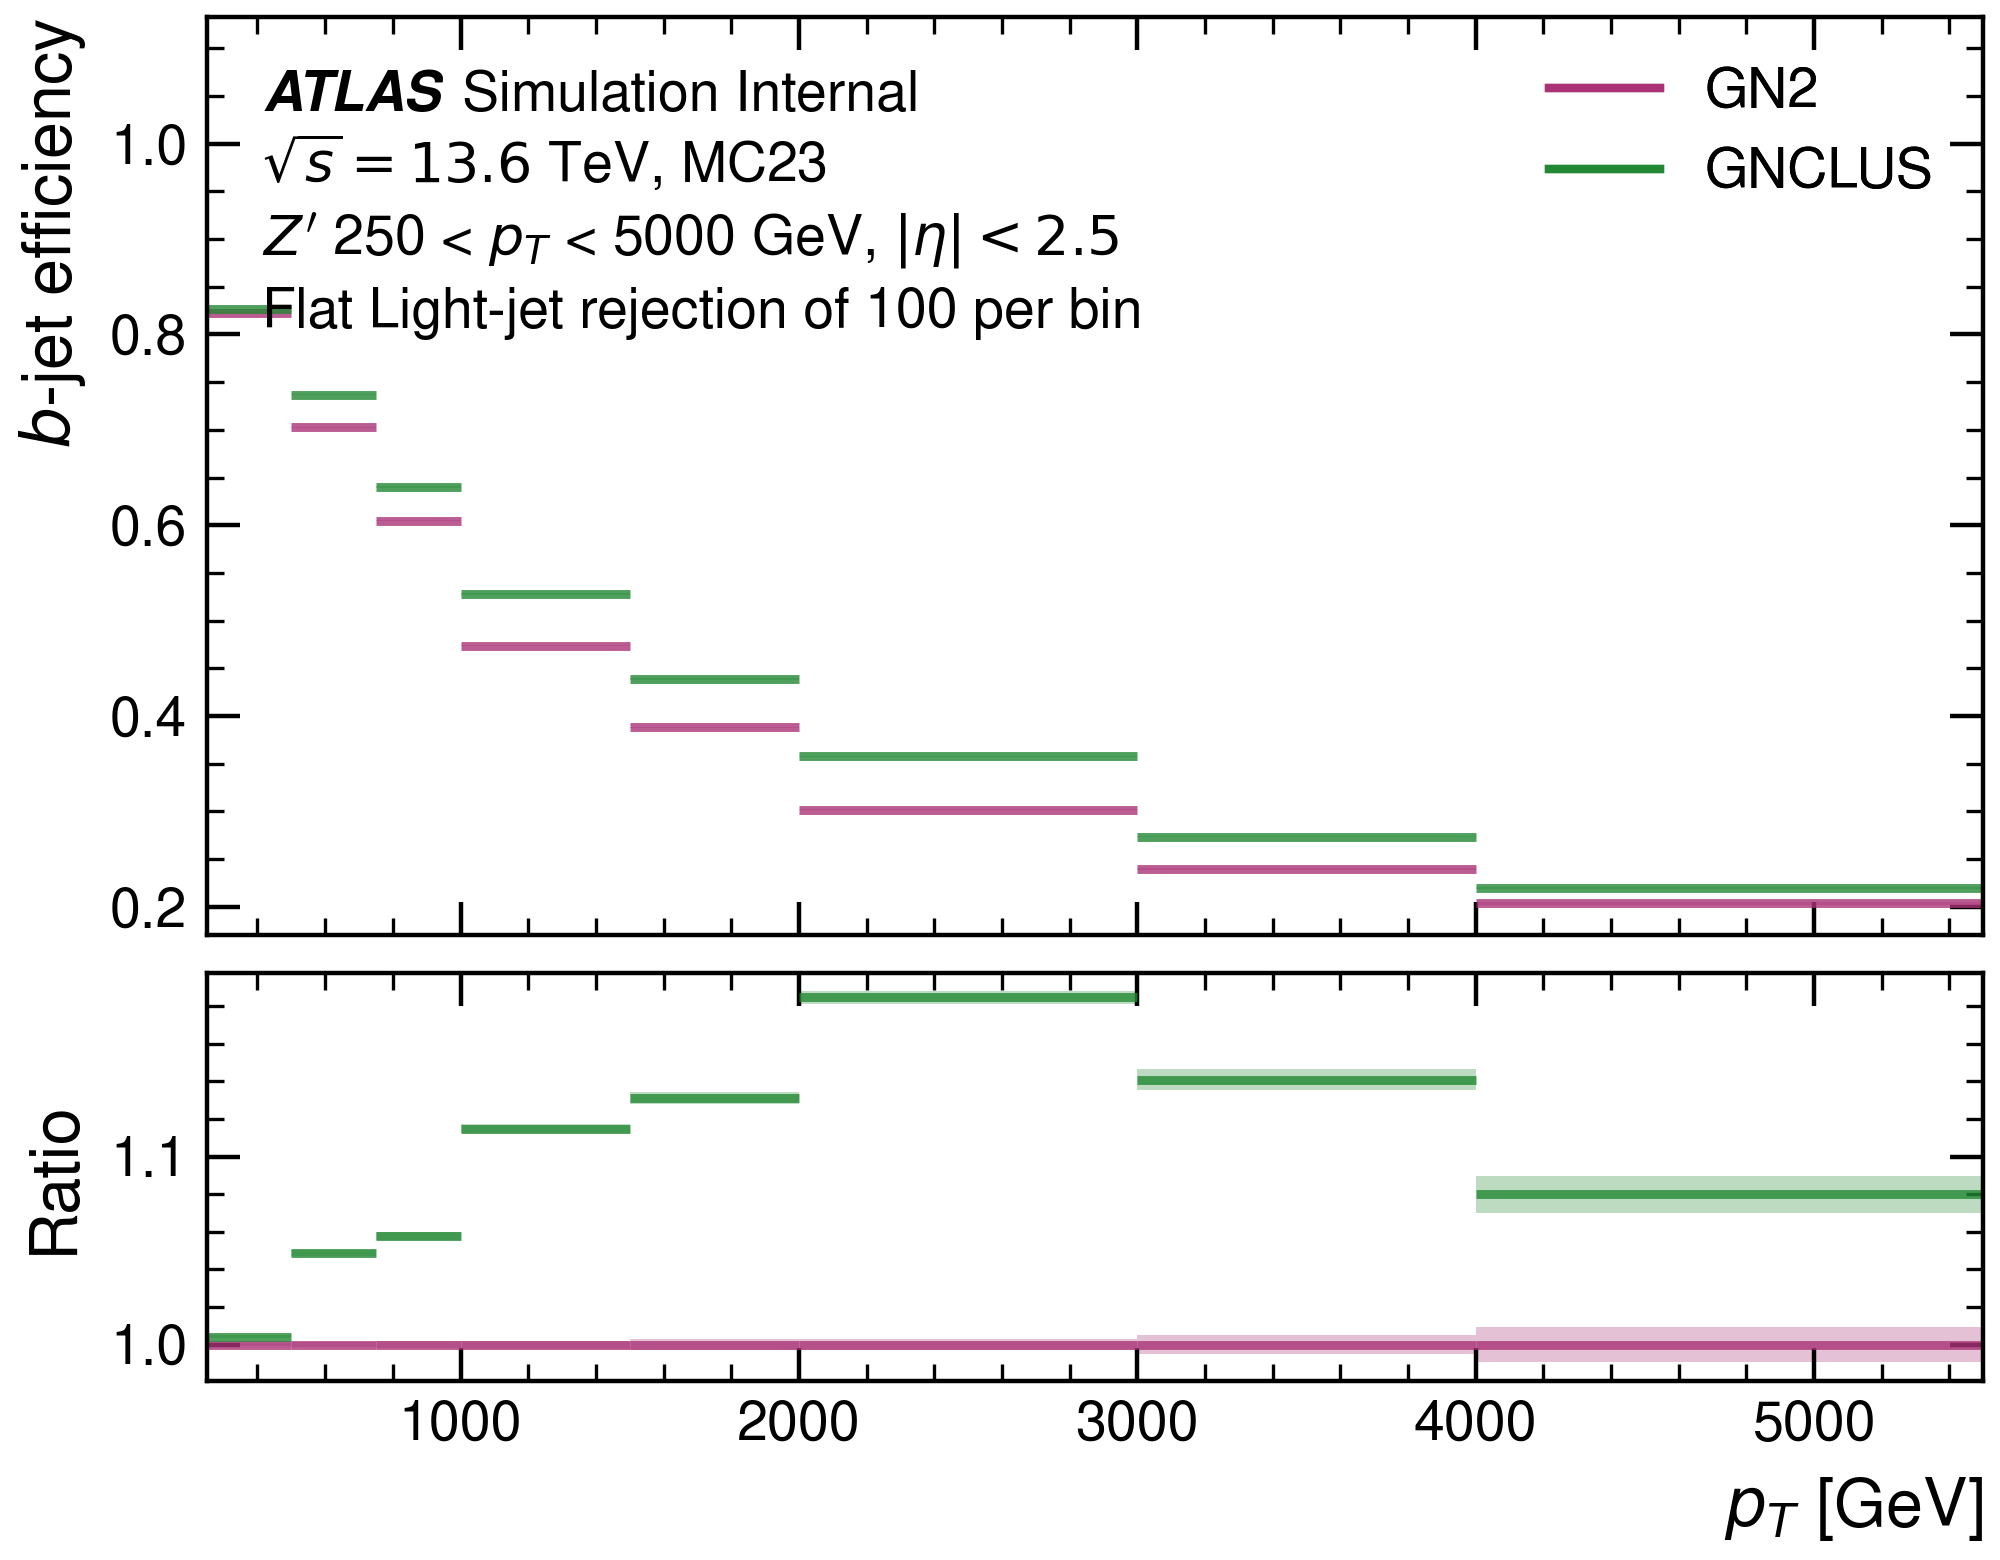 b-jet efficiency
ATLAS Simulation Internal
√s = 13.6 TeV, MC23
Z′ 250 < p_T < 5000 GeV, |η| < 2.5
Flat Light-jet rejection of 100 per bin
GN2
GNCLUS
1.0
0.8
0.6
0.4
0.2
Ratio
1.1
1.0
1000 2000 3000 4000 5000
p_T [GeV]